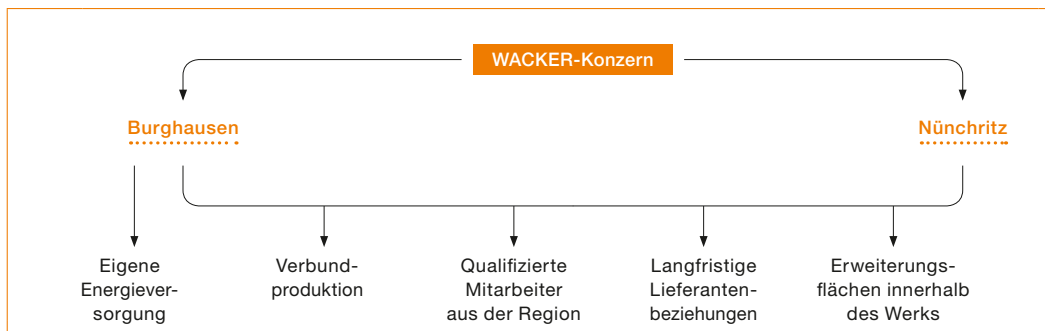 WACKER-Konzern
Burghausen
Nünchritz
Eigene
Energiever-
sorgung
Verbund-
produktion
Qualifizierte
Mitarbeiter
aus der Region
Langfristige
Lieferanten-
beziehungen
Erweiterungs-
flächen innerhalb
des Werks